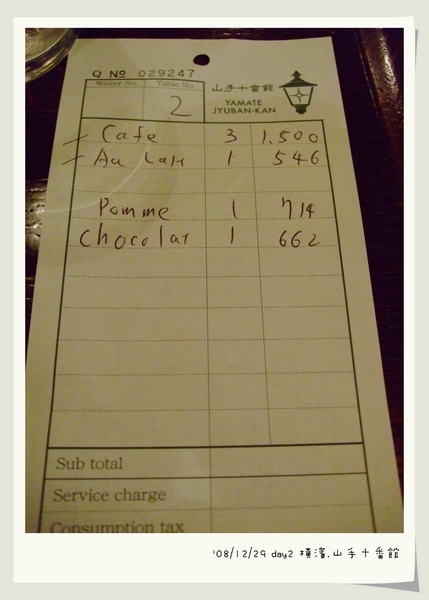 Q No 029247
Waiter No. Table No.
2
山手十番館
YAMATE
JYUBAN-KAN
Cafe 3 1.500
Au Lait 1 546
Pomme 1 714
Chocolat 1 662
Sub total
Service charge
Consumption tax
'08/12/29 day2 橫濱.山手十番館